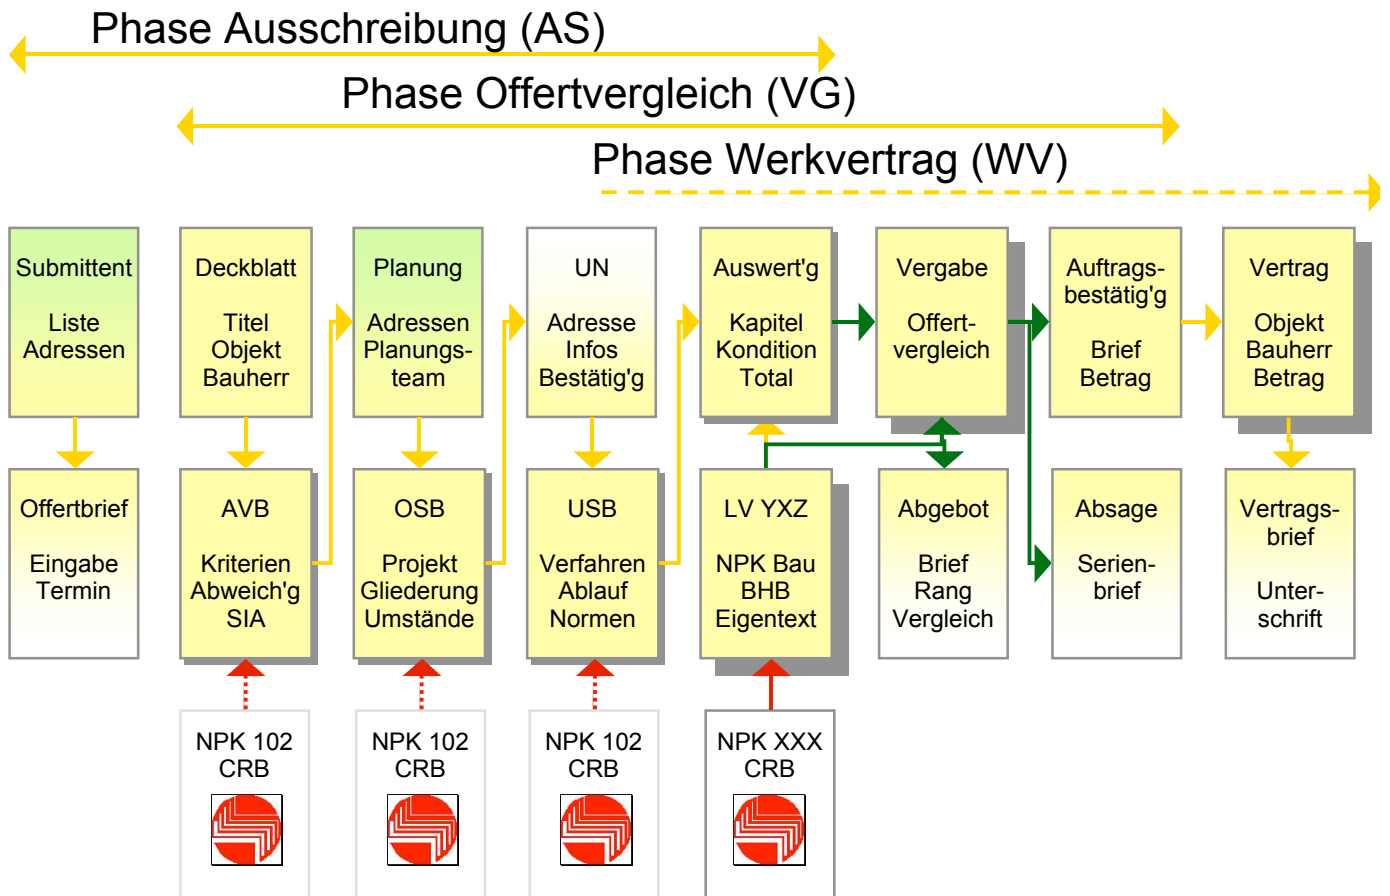 Phase Ausschreibung (AS)
Phase Offertvergleich (VG)
Phase Werkvertrag (WV)
Submittent
Liste
Adressen
Deckblatt
Titel
Objekt
Bauherr
Planung
Adressen
Planungs-
team
UN
Adresse
Infos
Bestätig'g
Auswert'g
Kapitel
Kondition
Total
Vergabe
Offert-
vergleich
Auftrags-
bestätig'g
Brief
Betrag
Vertrag
Objekt
Bauherr
Betrag
Offertbrief
Eingabe
Termin
AVB
Kriterien
Abweich'g
SIA
OSB
Projekt
Gliederung
Umstände
USB
Verfahren
Ablauf
Normen
LV YXZ
NPK Bau
BHB
Eigentext
Abgebot
Brief
Rang
Vergleich
Absage
Serien-
brief
Vertrags-
brief
Unter-
schrift
NPK 102
CRB
NPK 102
CRB
NPK 102
CRB
NPK XXX
CRB